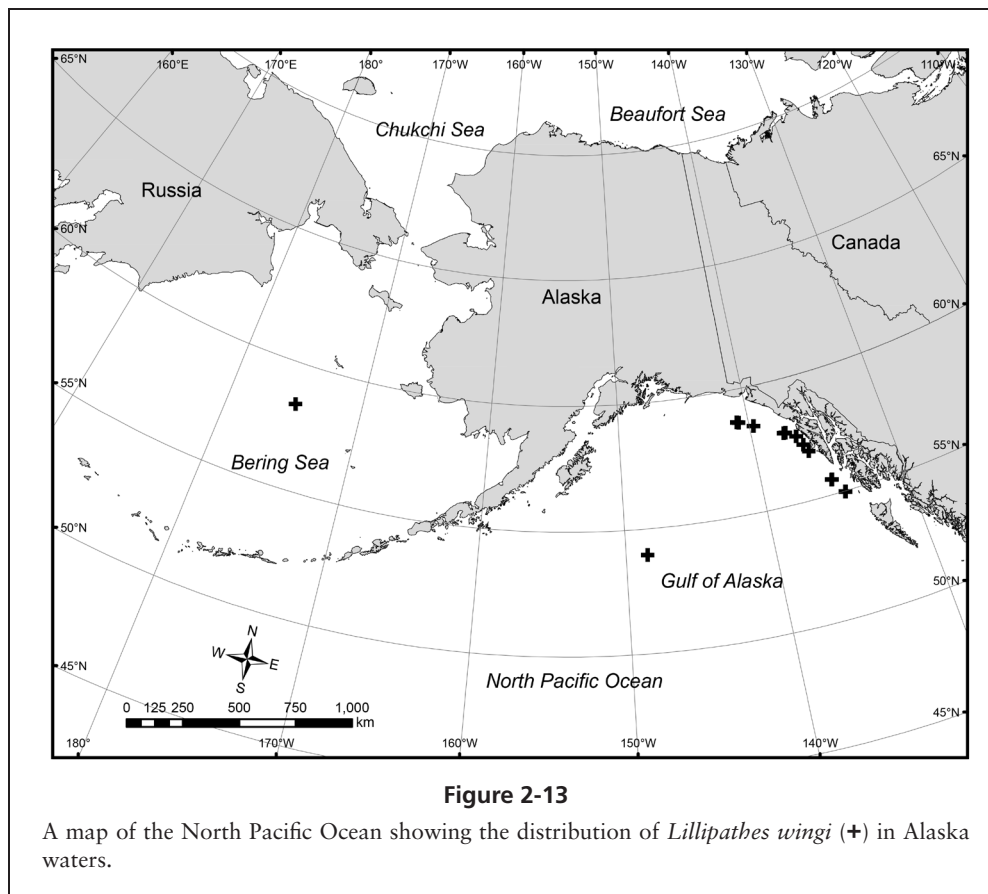 160°E 170°E 180° 170°W 160°W 150°W 140°W 130°W 120°W 110°W
65°N
Chukchi Sea
Beaufort Sea
65°N
Russia
60°N
Canada
Alaska
60°N
55°N
55°N
Bering Sea
50°N
50°N
Gulf of Alaska
N
W E
S
45°N
North Pacific Ocean
0 125 250 500 750 1,000
km
45°N
180° 170°W 160°W 150°W 140°W
Figure 2-13
A map of the North Pacific Ocean showing the distribution of Lillipathes wingi (+) in Alaska
waters.